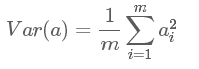 Var(a) = \frac{1}{m} \sum_{i=1}^{m} a_i^2